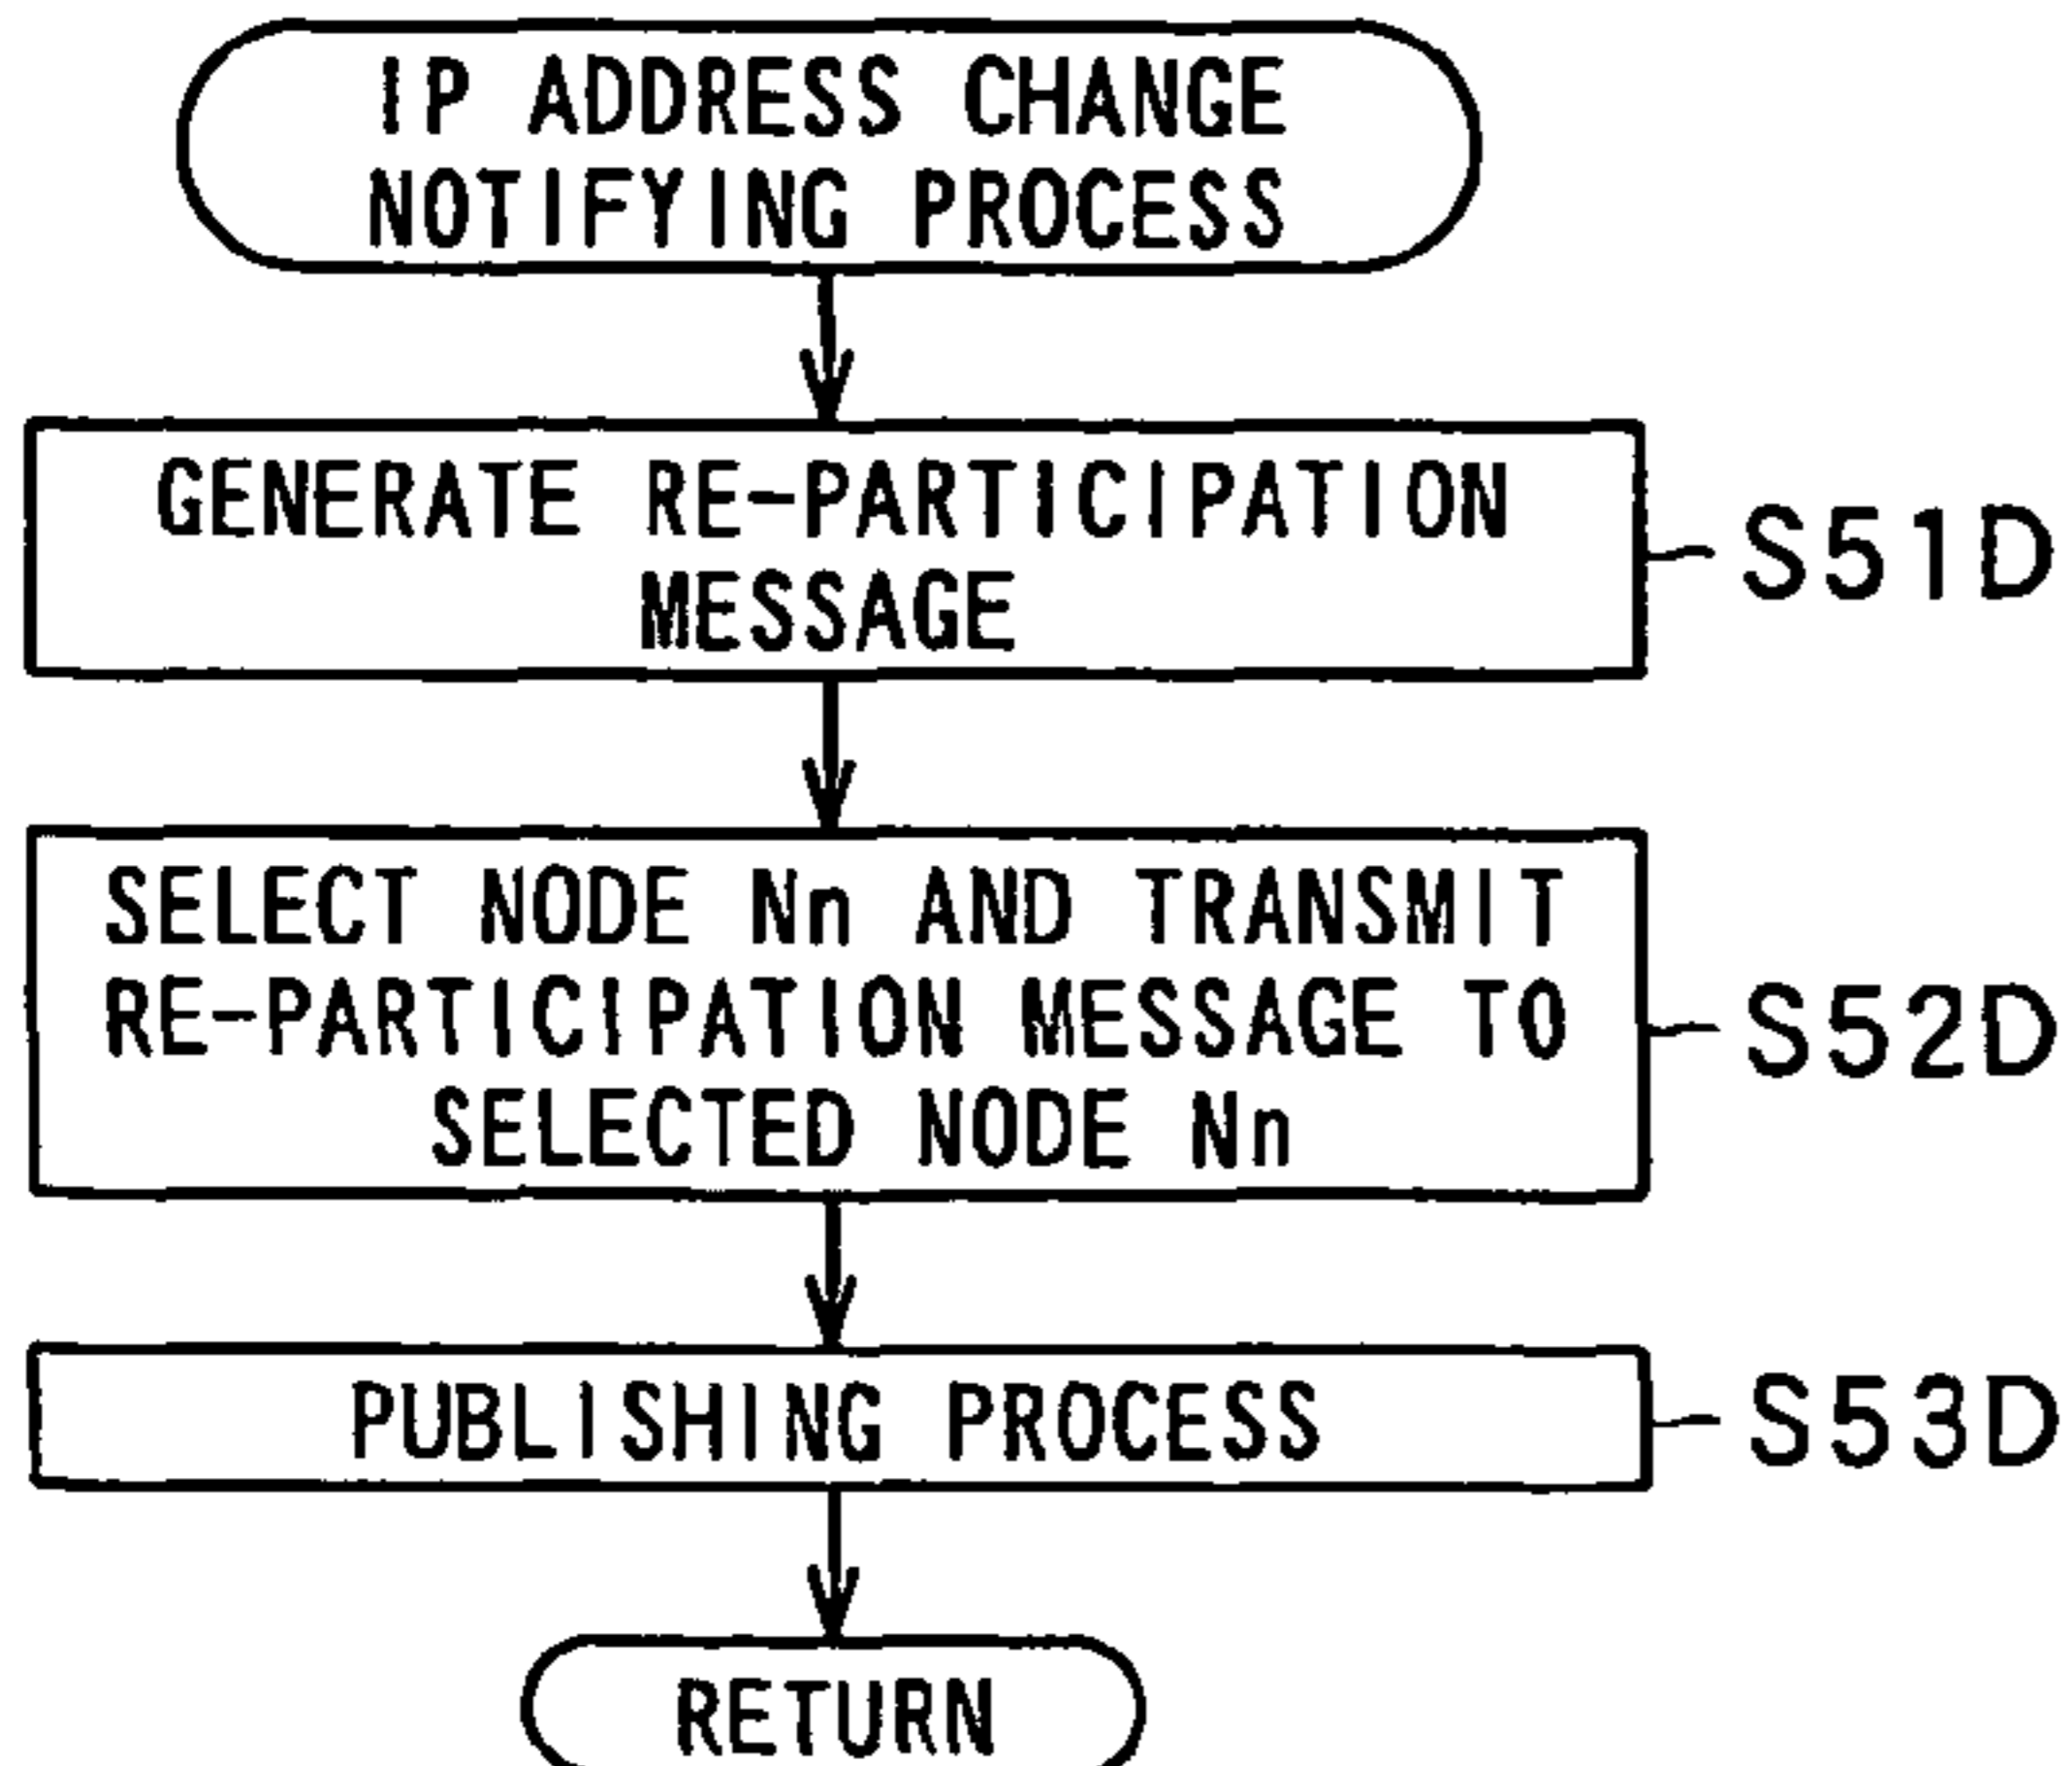 IP ADDRESS CHANGE
NOTIFYING PROCESS
GENERATE RE-PARTICIPATION
MESSAGE
S51D
SELECT NODE Nn AND TRANSMIT
RE-PARTICIPATION MESSAGE TO
SELECTED NODE Nn
S52D
PUBLISHING PROCESS
S53D
RETURN